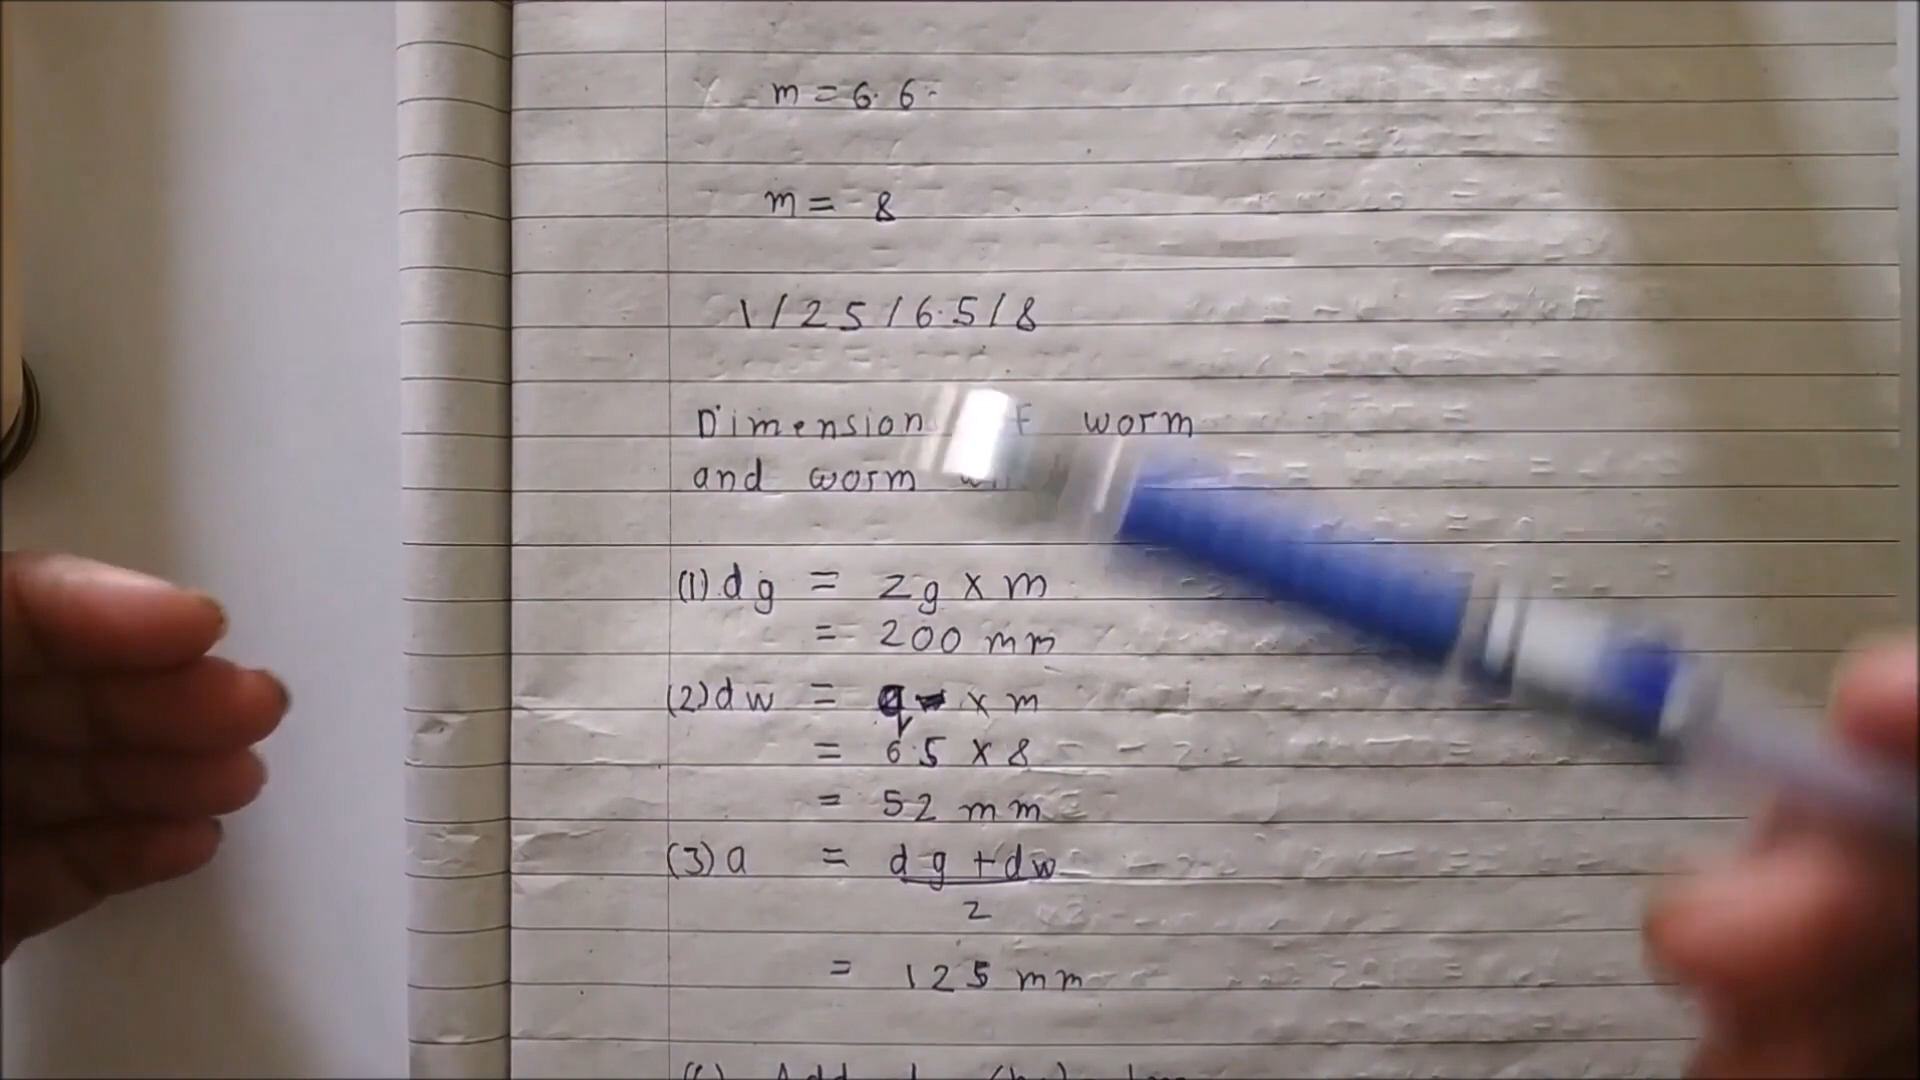 m = 6.6
m = 8
1/25/6.5/8
Dimension worm
and worm
(1) dg = zg x m
= 200 mm
(2) dw = q x m
= 6.5 x 8
= 52 mm
(3) a = dg + dw
2
= 125 mm